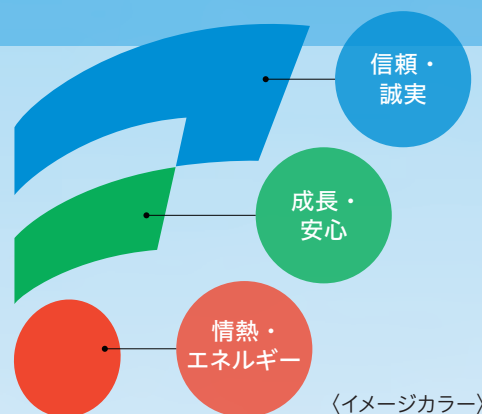 信頼・
誠実
成長・
安心
情熱・
エネルギー
〈イメージカラー〉